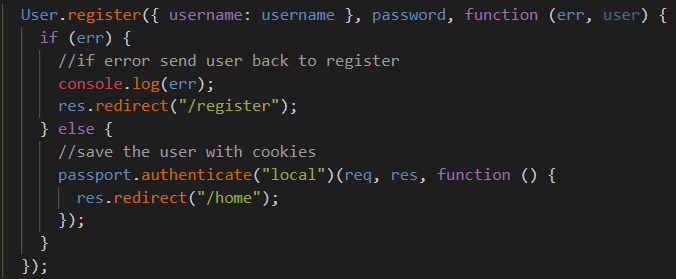 User.register({ username: username }, password, function (err, user) {
if (err) {
//if error send user back to register
console.log(err);
res.redirect("/register");
} else {
//save the user with cookies
passport.authenticate("local")(req, res, function () {
res.redirect("/home");
});
}
});